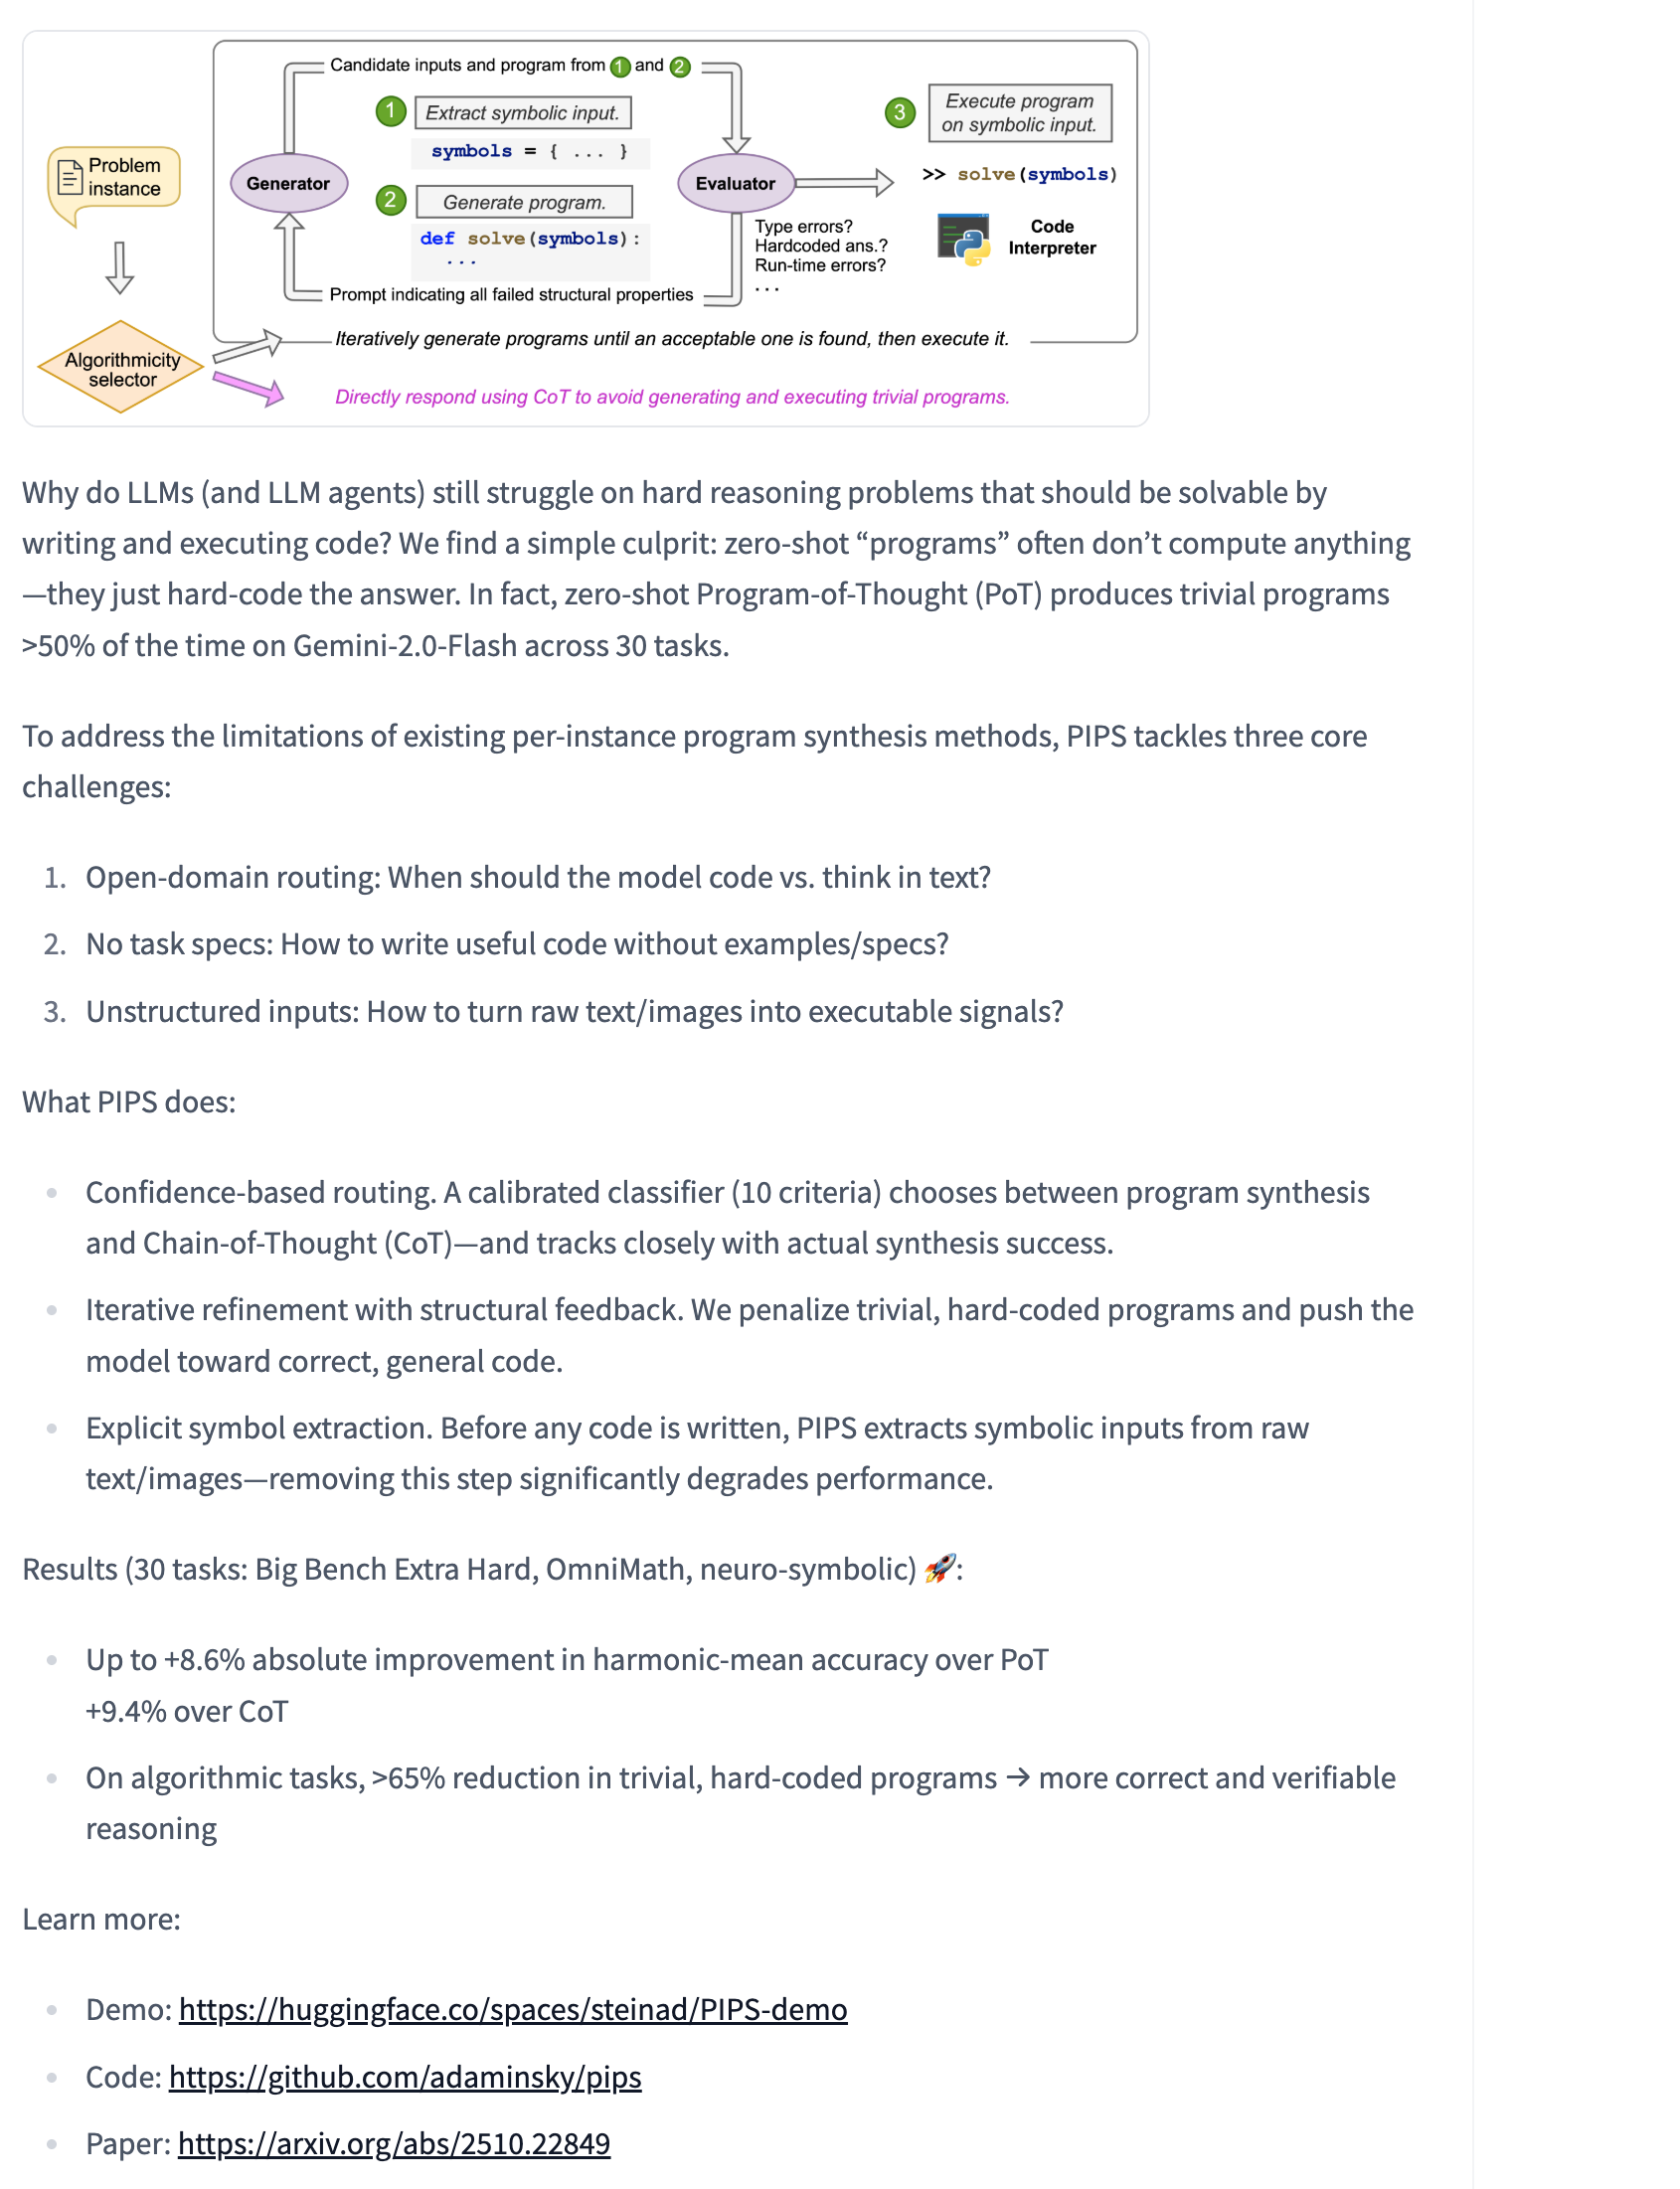 Candidate inputs and program from 1 and 2
1 Extract symbolic input.
symbols = { ... }
3 Execute program
on symbolic input.
Problem
instance
Generator
2 Generate program.
def solve(symbols):
...
Evaluator
>> solve(symbols)
Type errors?
Hardcoded ans.?
Run-time errors?
...
Code
Interpreter
Prompt indicating all failed structural properties
Iteratively generate programs until an acceptable one is found, then execute it.
Algorithmicity
selector
Directly respond using CoT to avoid generating and executing trivial programs.
Why do LLMs (and LLM agents) still struggle on hard reasoning problems that should be solvable by
writing and executing code? We find a simple culprit: zero-shot “programs” often don’t compute anything
—they just hard-code the answer. In fact, zero-shot Program-of-Thought (PoT) produces trivial programs
>50% of the time on Gemini-2.0-Flash across 30 tasks.
To address the limitations of existing per-instance program synthesis methods, PIPS tackles three core
challenges:
1. Open-domain routing: When should the model code vs. think in text?
2. No task specs: How to write useful code without examples/specs?
3. Unstructured inputs: How to turn raw text/images into executable signals?
What PIPS does:
• Confidence-based routing. A calibrated classifier (10 criteria) chooses between program synthesis
and Chain-of-Thought (CoT)—and tracks closely with actual synthesis success.
• Iterative refinement with structural feedback. We penalize trivial, hard-coded programs and push the
model toward correct, general code.
• Explicit symbol extraction. Before any code is written, PIPS extracts symbolic inputs from raw
text/images—removing this step significantly degrades performance.
Results (30 tasks: Big Bench Extra Hard, OmniMath, neuro-symbolic) 🚀:
• Up to +8.6% absolute improvement in harmonic-mean accuracy over PoT
+9.4% over CoT
• On algorithmic tasks, >65% reduction in trivial, hard-coded programs → more correct and verifiable
reasoning
Learn more:
• Demo: https://huggingface.co/spaces/steinad/PIPS-demo
• Code: https://github.com/adaminsky/pips
• Paper: https://arxiv.org/abs/2510.22849